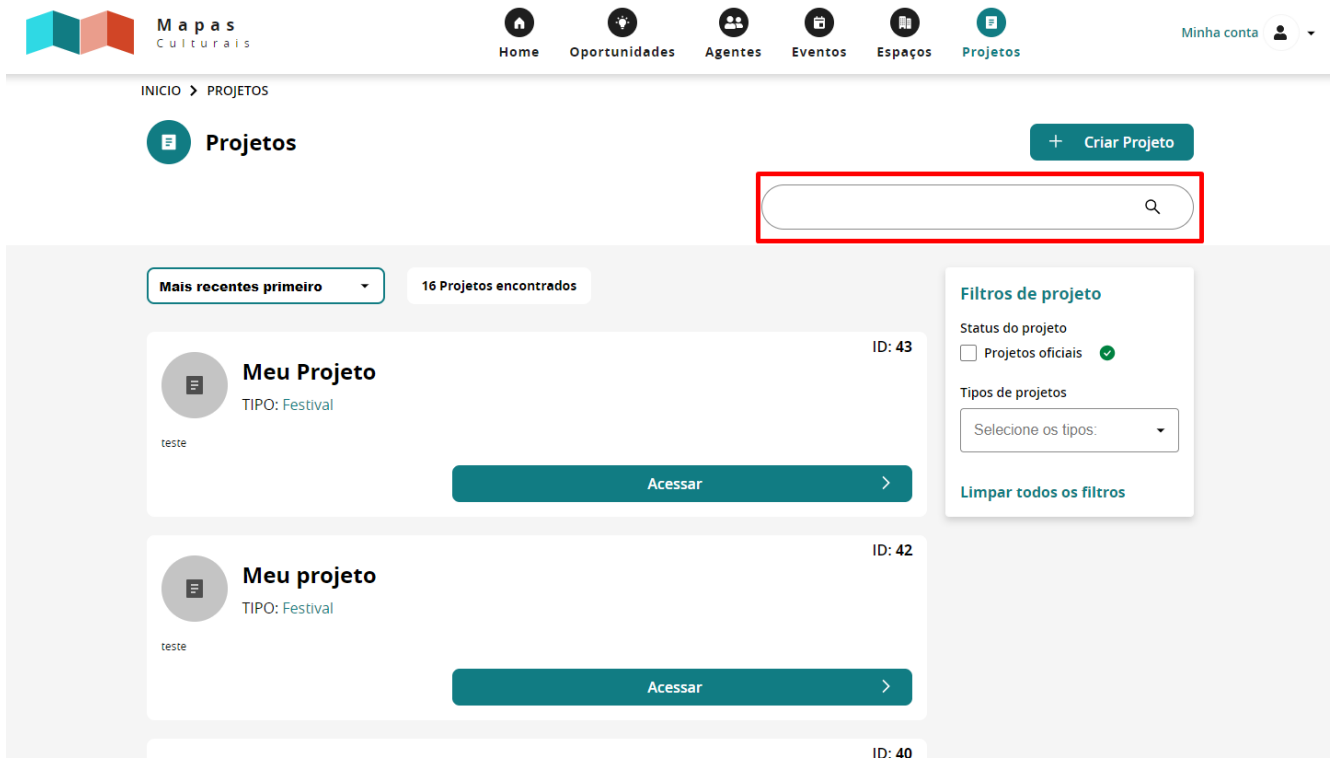 Mapas
Culturais
Home
Oportunidades
Agentes
Eventos
Espaços
Projetos
Minha conta
INICIO > PROJETOS
Projetos
+ Criar Projeto
Mais recentes primeiro
16 Projetos encontrados
ID: 43
Meu Projeto
TIPO: Festival
teste
Acessar
ID: 42
Meu projeto
TIPO: Festival
teste
Acessar
ID: 40
Filtros de projeto
Status do projeto
Projetos oficiais
Tipos de projetos
Selecione os tipos:
Limpar todos os filtros